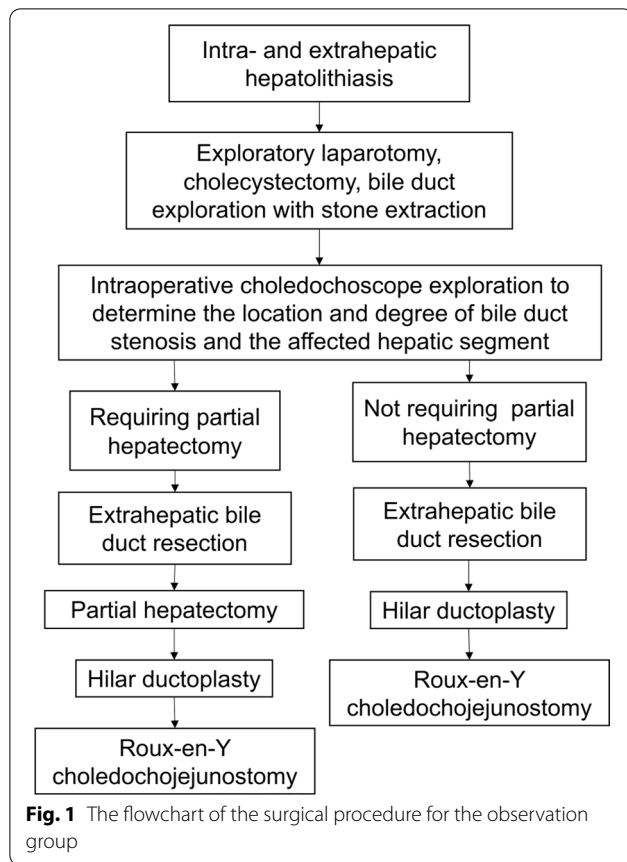 Intra- and extrahepatic
hepatolithiasis
Exploratory laparotomy,
cholecystectomy, bile duct
exploration with stone extraction
Intraoperative choledochoscope exploration to
determine the location and degree of bile duct
stenosis and the affected hepatic segment
Requiring partial
hepatectomy
Extrahepatic bile
duct resection
Partial hepatectomy
Hilar ductoplasty
Roux-en-Y
choledochojejunostomy
Not requiring partial
hepatectomy
Extrahepatic bile
duct resection
Hilar ductoplasty
Roux-en-Y
choledochojejunostomy
Fig. 1 The flowchart of the surgical procedure for the observation
group